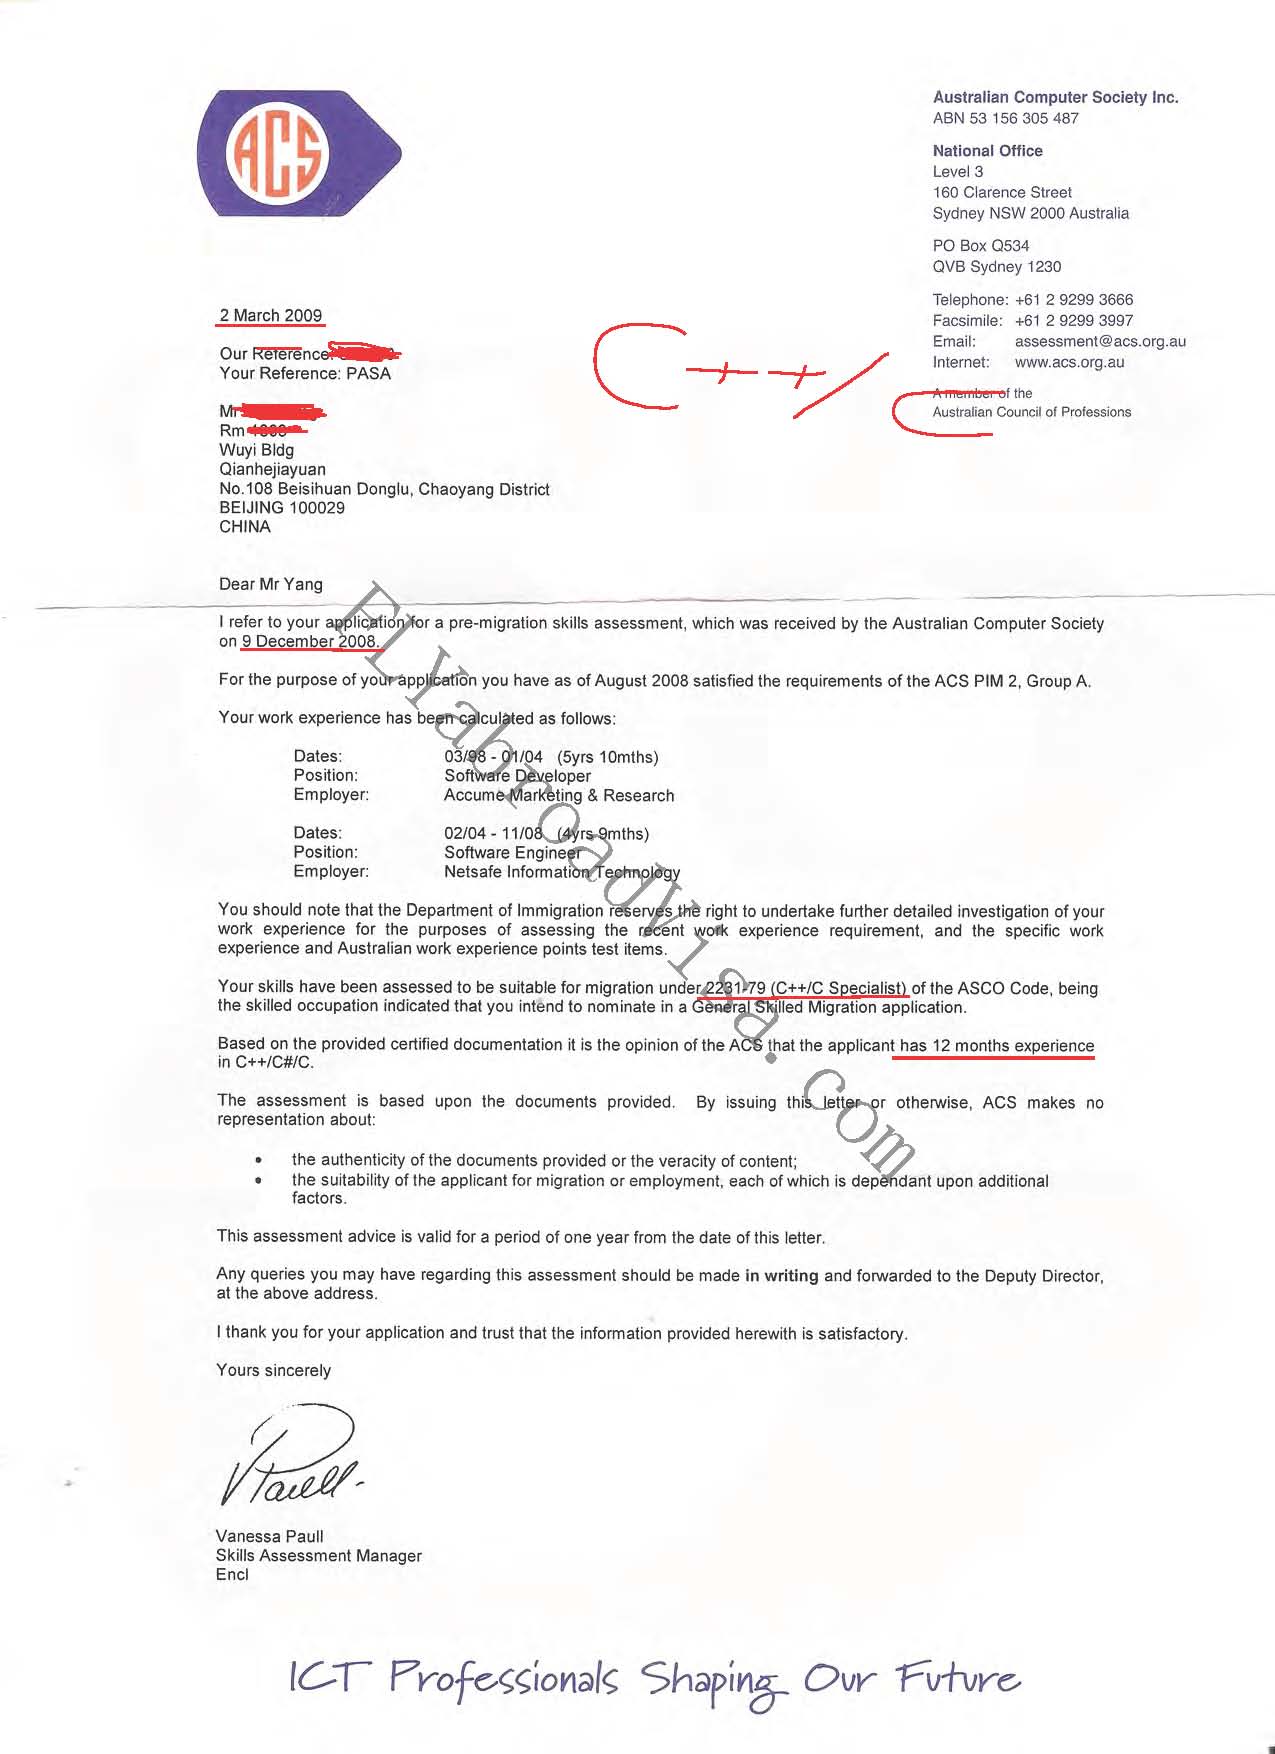 ACS
Australian Computer Society Inc.
ABN 53 156 305 487
National Office
Level 3
160 Clarence Street
Sydney NSW 2000 Australia
PO Box Q534
QVB Sydney 1230
Telephone: +61 2 9299 3666
Facsimile: +61 2 9299 3997
Email: assessment@acs.org.au
Internet: www.acs.org.au
A member of the
Australian Council of Professions
C++/C
2 March 2009
Our Reference:
Your Reference: PASA
Mr
Rm
Wuyi Bldg
Qianhejiayuan
No.108 Beisihuan Donglu, Chaoyang District
BEIJING 100029
CHINA
Dear Mr Yang
I refer to your application for a pre-migration skills assessment, which was received by the Australian Computer Society
on 9 December 2008.
For the purpose of your application you have as of August 2008 satisfied the requirements of the ACS PIM 2, Group A.
Your work experience has been calculated as follows:
Dates: 03/98 - 01/04 (5yrs 10mths)
Position: Software Developer
Employer: Accume Marketing & Research
Dates: 02/04 - 11/08 (4yrs 9mths)
Position: Software Engineer
Employer: Netsafe Information Technology
You should note that the Department of Immigration reserves the right to undertake further detailed investigation of your
work experience for the purposes of assessing the recent work experience requirement, and the specific work
experience and Australian work experience points test items.
Your skills have been assessed to be suitable for migration under 2231-79 (C++/C Specialist) of the ASCO Code, being
the skilled occupation indicated that you intend to nominate in a General Skilled Migration application.
Based on the provided certified documentation it is the opinion of the ACS that the applicant has 12 months experience
in C++/C#/C.
The assessment is based upon the documents provided. By issuing this letter or otherwise, ACS makes no
representation about:
• the authenticity of the documents provided or the veracity of content;
• the suitability of the applicant for migration or employment, each of which is dependant upon additional
factors.
This assessment advice is valid for a period of one year from the date of this letter.
Any queries you may have regarding this assessment should be made in writing and forwarded to the Deputy Director,
at the above address.
I thank you for your application and trust that the information provided herewith is satisfactory.
Yours sincerely
VPaull
Vanessa Paull
Skills Assessment Manager
Encl
ICT Professionals Shaping Our Future
FLYabroadVisa.com